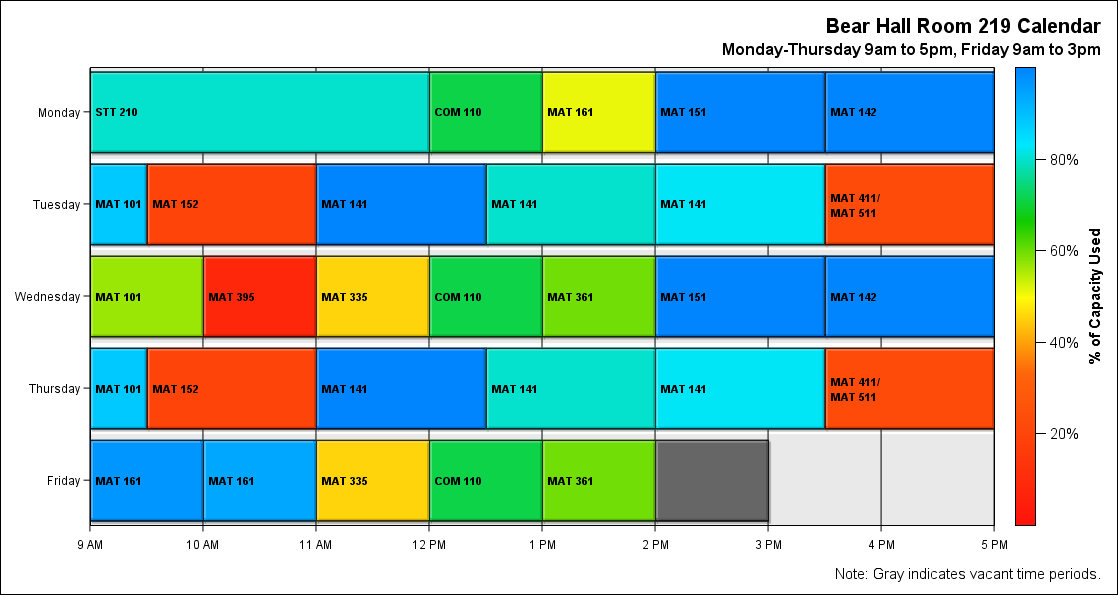 Bear Hall Room 219 Calendar
Monday-Thursday 9am to 5pm, Friday 9am to 3pm
Monday
STT 210
COM 110
MAT 161
MAT 151
MAT 142
Tuesday
MAT 101
MAT 152
MAT 141
MAT 141
MAT 141
MAT 411/
MAT 511
Wednesday
MAT 101
MAT 395
MAT 335
COM 110
MAT 361
MAT 151
MAT 142
Thursday
MAT 101
MAT 152
MAT 141
MAT 141
MAT 141
MAT 411/
MAT 511
Friday
MAT 161
MAT 161
MAT 335
COM 110
MAT 361
9 AM
10 AM
11 AM
12 PM
1 PM
2 PM
3 PM
4 PM
5 PM
80%
60%
40%
20%
% of Capacity Used
Note: Gray indicates vacant time periods.